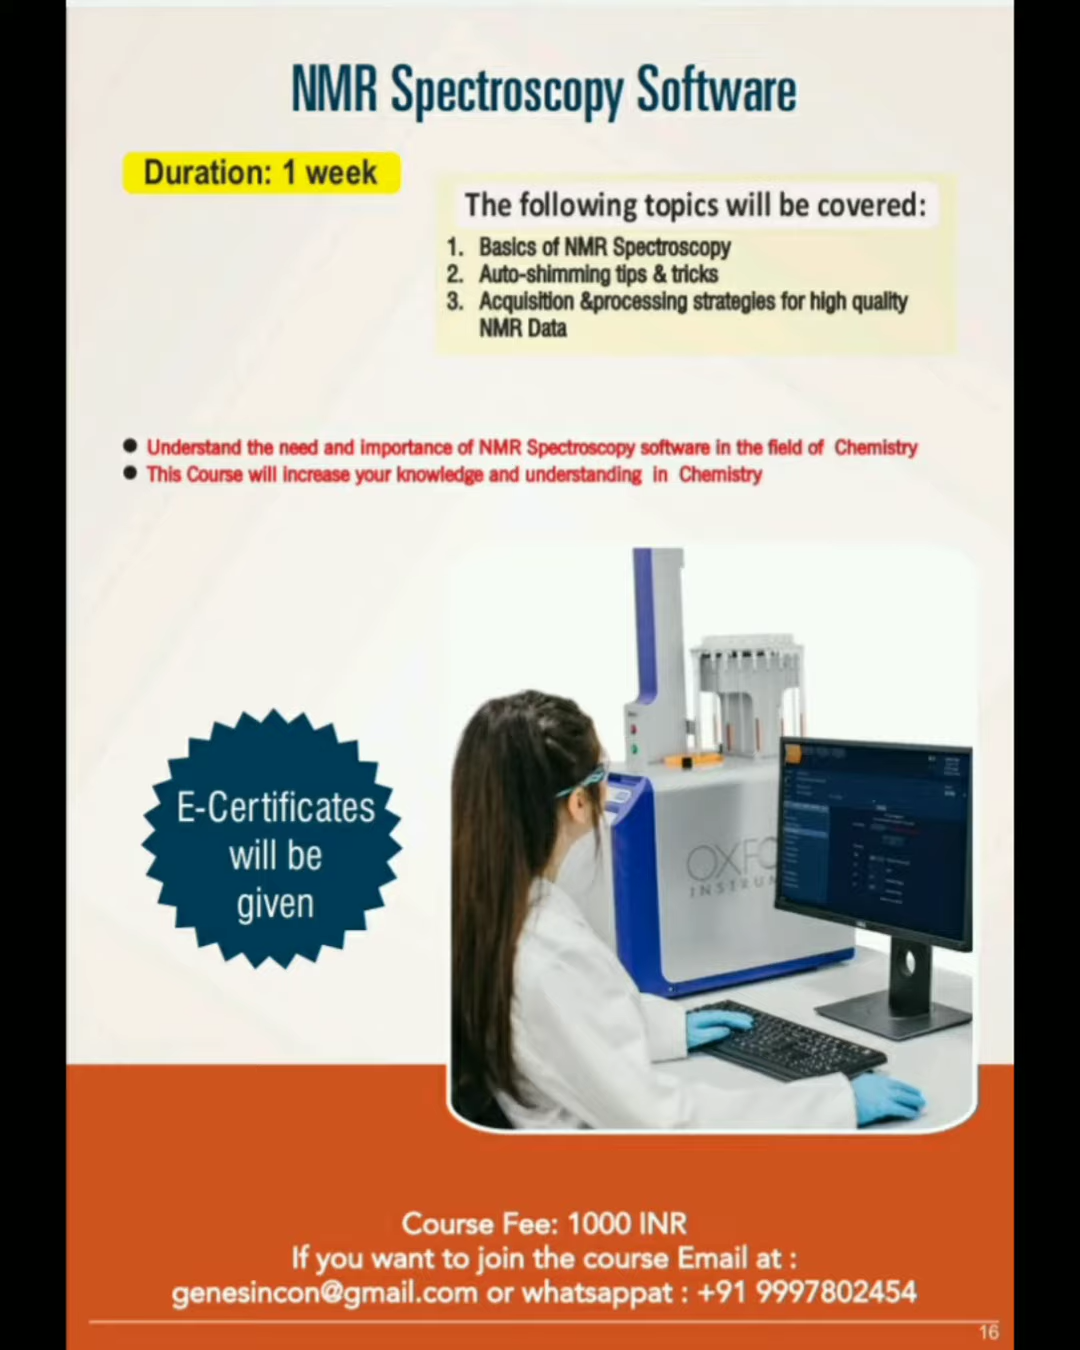 NMR Spectroscopy Software
Duration: 1 week
The following topics will be covered:
1. Basics of NMR Spectroscopy
2. Auto-shimming tips & tricks
3. Acquisition &processing strategies for high quality
NMR Data
Understand the need and importance of NMR Spectroscopy software in the field of Chemistry
This Course will increase your knowledge and understanding in Chemistry
E-Certificates
will be
given
OXFO
INSTRUM
Course Fee: 1000 INR
If you want to join the course Email at :
genesincon@gmail.com or whatsappat : +91 9997802454
16